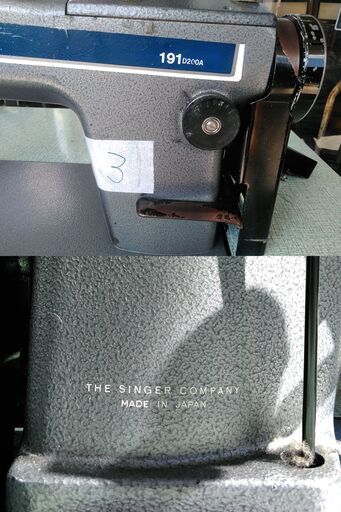 191D200A
3
THE SINGER COMPANY
MADE IN JAPAN